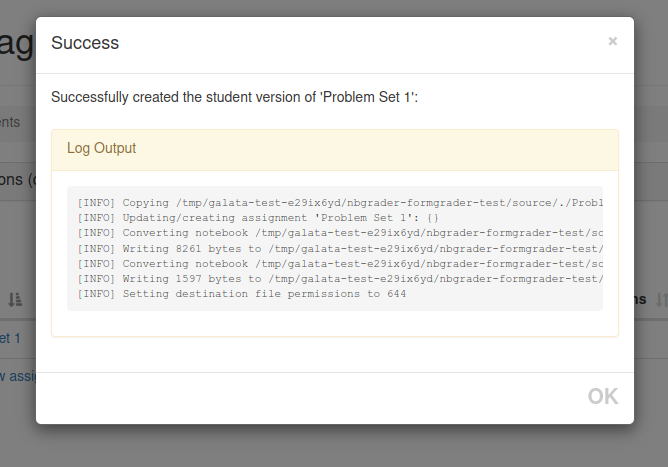 ag
Success
×
Successfully created the student version of 'Problem Set 1':
ents
Log Output
ons (
[INFO] Copying /tmp/galata-test-e29ix6yd/nbgrader-formgrader-test/source/./Probl
[INFO] Updating/creating assignment 'Problem Set 1': {}
[INFO] Converting notebook /tmp/galata-test-e29ix6yd/nbgrader-formgrader-test/so
[INFO] Writing 8261 bytes to /tmp/galata-test-e29ix6yd/nbgrader-formgrader-test/
[INFO] Converting notebook /tmp/galata-test-e29ix6yd/nbgrader-formgrader-test/so
[INFO] Writing 1597 bytes to /tmp/galata-test-e29ix6yd/nbgrader-formgrader-test/
[INFO] Setting destination file permissions to 644
ns
et 1
w assi
OK